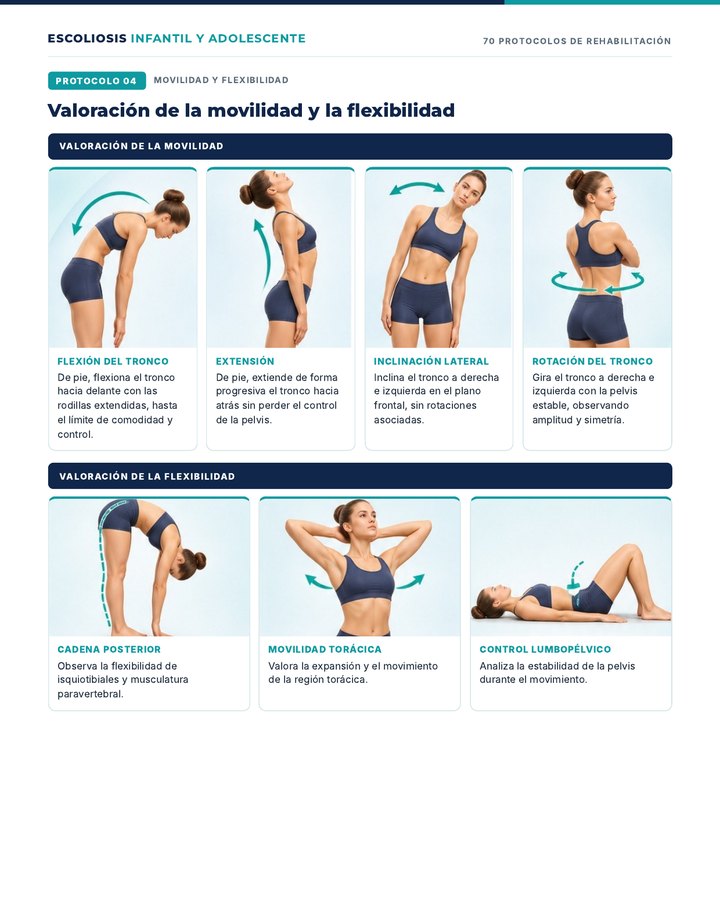 ESCOLIOSIS INFANTIL Y ADOLESCENTE
70 PROTOCOLOS DE REHABILITACIÓN
PROTOCOLO 04 MOVILIDAD Y FLEXIBILIDAD
Valoración de la movilidad y la flexibilidad
VALORACIÓN DE LA MOVILIDAD
FLEXIÓN DEL TRONCO
De pie, flexiona el tronco
hacia delante con las
rodillas extendidas, hasta
el límite de comodidad y
control.
EXTENSIÓN
De pie, extiende de forma
progresiva el tronco hacia
atrás sin perder el control
de la pelvis.
INCLINACIÓN LATERAL
Inclina el tronco a derecha
e izquierda en el plano
frontal, sin rotaciones
asociadas.
ROTACIÓN DEL TRONCO
Gira el tronco a derecha e
izquierda con la pelvis
estable, observando
amplitud y simetría.
VALORACIÓN DE LA FLEXIBILIDAD
CADENA POSTERIOR
Observa la flexibilidad de
isquiotibiales y musculatura
paravertebral.
MOVILIDAD TORÁCICA
Valora la expansión y el movimiento
de la región torácica.
CONTROL LUMBOPÉLVICO
Analiza la estabilidad de la pelvis
durante el movimiento.